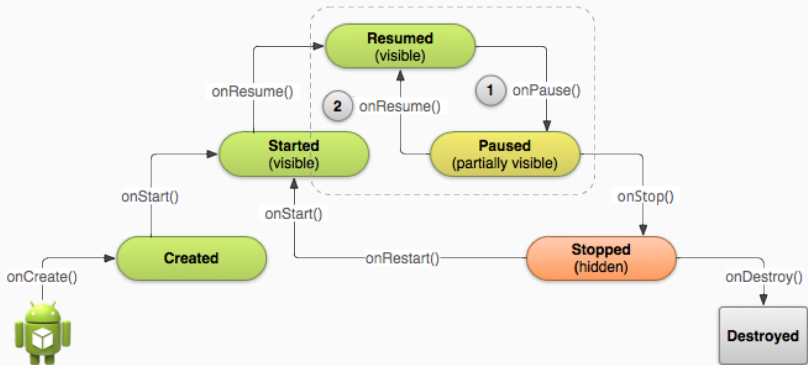 Resumed
(visible)
onResume()
2
onResume()
1
onPause()
Started
(visible)
Paused
(partially visible)
onStart()
onStart()
onStop()
Created
onRestart()
Stopped
(hidden)
onCreate()
onDestroy()
Destroyed